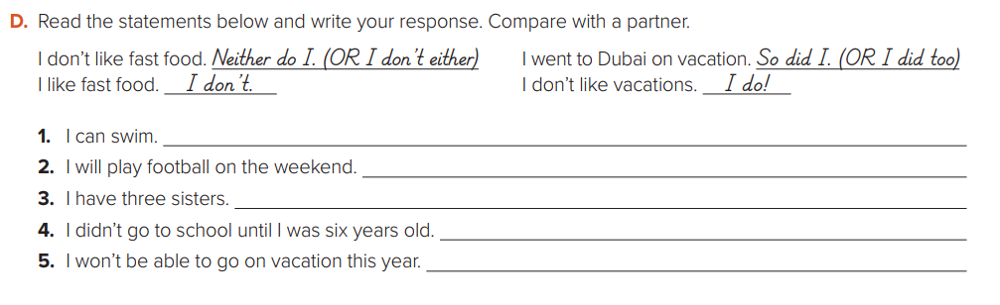 D. Read the statements below and write your response. Compare with a partner.
I don't like fast food. Neither do I. (OR I don't either)
I like fast food. I don't.
I went to Dubai on vacation. So did I. (OR I did too)
I don't like vacations. I do!
1. I can swim.
2. I will play football on the weekend.
3. I have three sisters.
4. I didn't go to school until I was six years old.
5. I won't be able to go on vacation this year.